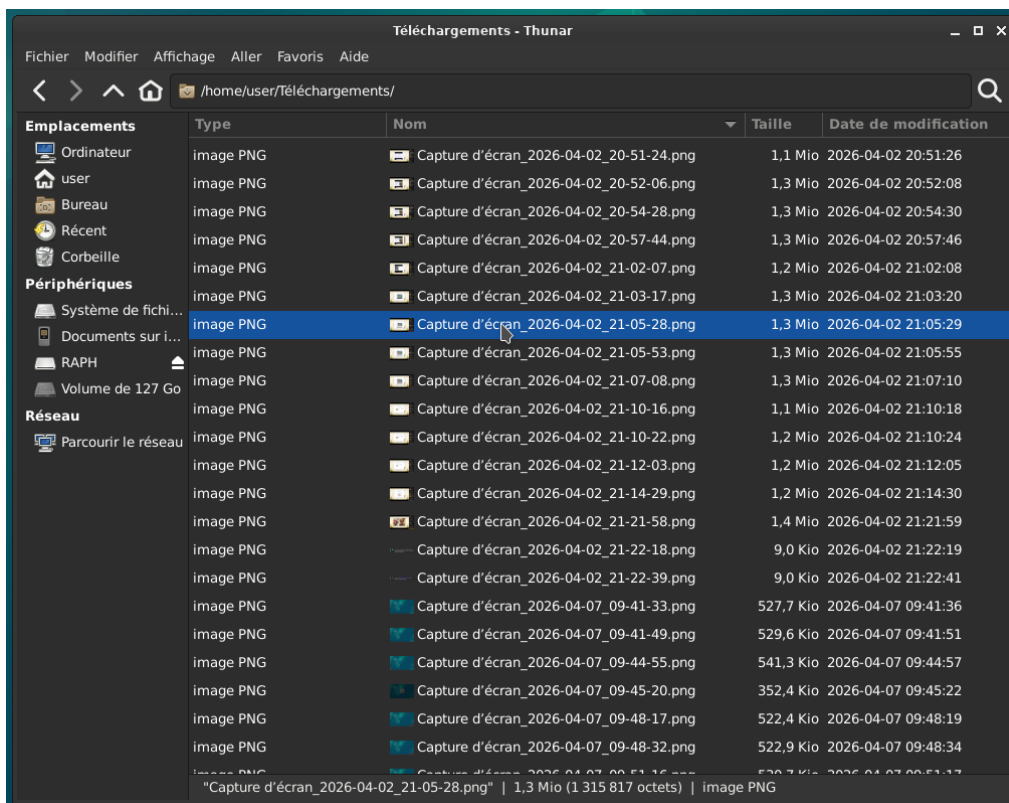 Téléchargements - Thunar
Fichier Modifier Affichage Aller Favoris Aide
/home/user/Téléchargements/
Emplacements
Ordinateur
user
Bureau
Récent
Corbeille
Périphériques
Système de fichi...
Documents sur i...
RAPH
Volume de 127 Go
Réseau
Parcourir le réseau
Type Nom Taille Date de modification
image PNG Capture d’écran_2026-04-02_20-51-24.png 1,1 Mio 2026-04-02 20:51:26
image PNG Capture d’écran_2026-04-02_20-52-06.png 1,3 Mio 2026-04-02 20:52:08
image PNG Capture d’écran_2026-04-02_20-54-28.png 1,3 Mio 2026-04-02 20:54:30
image PNG Capture d’écran_2026-04-02_20-57-44.png 1,3 Mio 2026-04-02 20:57:46
image PNG Capture d’écran_2026-04-02_21-02-07.png 1,2 Mio 2026-04-02 21:02:08
image PNG Capture d’écran_2026-04-02_21-03-17.png 1,3 Mio 2026-04-02 21:03:20
image PNG Capture d’écran_2026-04-02_21-05-28.png 1,3 Mio 2026-04-02 21:05:29
image PNG Capture d’écran_2026-04-02_21-05-53.png 1,3 Mio 2026-04-02 21:05:55
image PNG Capture d’écran_2026-04-02_21-07-08.png 1,3 Mio 2026-04-02 21:07:10
image PNG Capture d’écran_2026-04-02_21-10-16.png 1,1 Mio 2026-04-02 21:10:18
image PNG Capture d’écran_2026-04-02_21-10-22.png 1,2 Mio 2026-04-02 21:10:24
image PNG Capture d’écran_2026-04-02_21-12-03.png 1,2 Mio 2026-04-02 21:12:05
image PNG Capture d’écran_2026-04-02_21-14-29.png 1,2 Mio 2026-04-02 21:14:30
image PNG Capture d’écran_2026-04-02_21-21-58.png 1,4 Mio 2026-04-02 21:21:59
image PNG Capture d’écran_2026-04-02_21-22-18.png 9,0 Kio 2026-04-02 21:22:19
image PNG Capture d’écran_2026-04-02_21-22-39.png 9,0 Kio 2026-04-02 21:22:41
image PNG Capture d’écran_2026-04-07_09-41-33.png 527,7 Kio 2026-04-07 09:41:36
image PNG Capture d’écran_2026-04-07_09-41-49.png 529,6 Kio 2026-04-07 09:41:51
image PNG Capture d’écran_2026-04-07_09-44-55.png 541,3 Kio 2026-04-07 09:44:57
image PNG Capture d’écran_2026-04-07_09-45-20.png 352,4 Kio 2026-04-07 09:45:22
image PNG Capture d’écran_2026-04-07_09-48-17.png 522,4 Kio 2026-04-07 09:48:19
image PNG Capture d’écran_2026-04-07_09-48-32.png 522,9 Kio 2026-04-07 09:48:34
"Capture d’écran_2026-04-02_21-05-28.png" | 1,3 Mio (1 315 817 octets) | image PNG